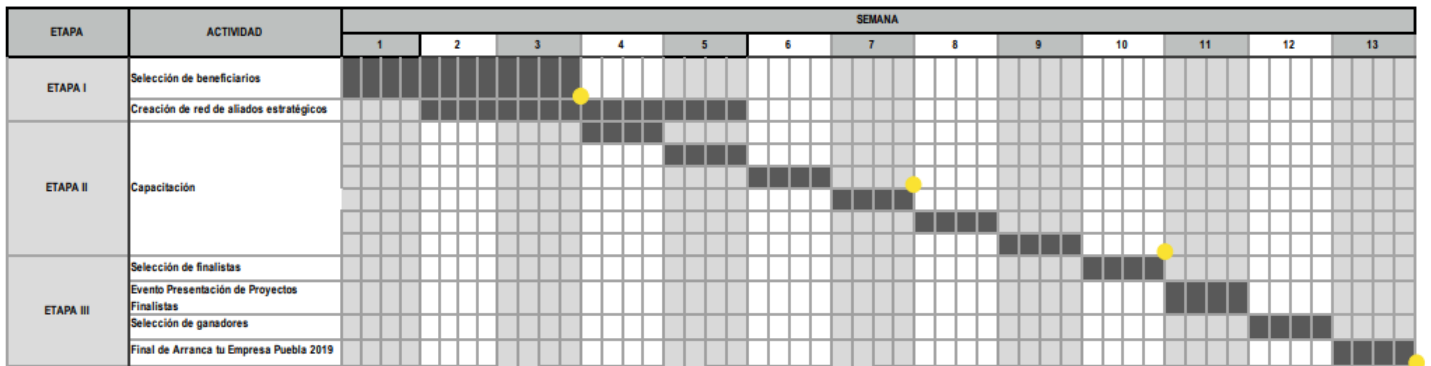 ETAPA
ACTIVIDAD
SEMANA
1 2 3 4 5 6 7 8 9 10 11 12 13
ETAPA I
Selección de beneficiarios
Creación de red de aliados estratégicos
ETAPA II
Capacitación
ETAPA III
Selección de finalistas
Evento Presentación de Proyectos
Finalistas
Selección de ganadores
Final de Arranca tu Empresa Puebla 2019